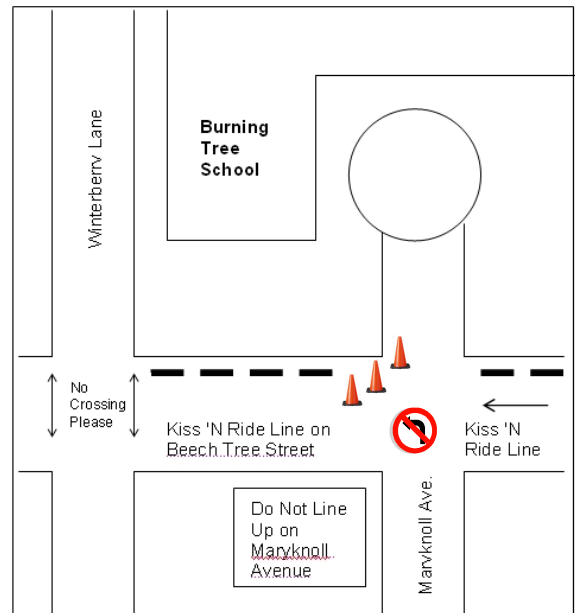 Winterberry Lane
Burning
Tree
School
No
Crossing
Please
Kiss 'N Ride Line on
Beech Tree Street
Kiss 'N
Ride Line
Do Not Line
Up on
Maryknoll
Avenue
Maryknoll Ave.